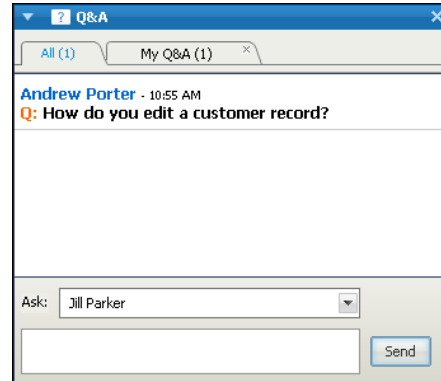 ? Q&A
All (1) My Q&A (1)
Andrew Porter - 10:55 AM
Q: How do you edit a customer record?
Ask: Jill Parker
Send